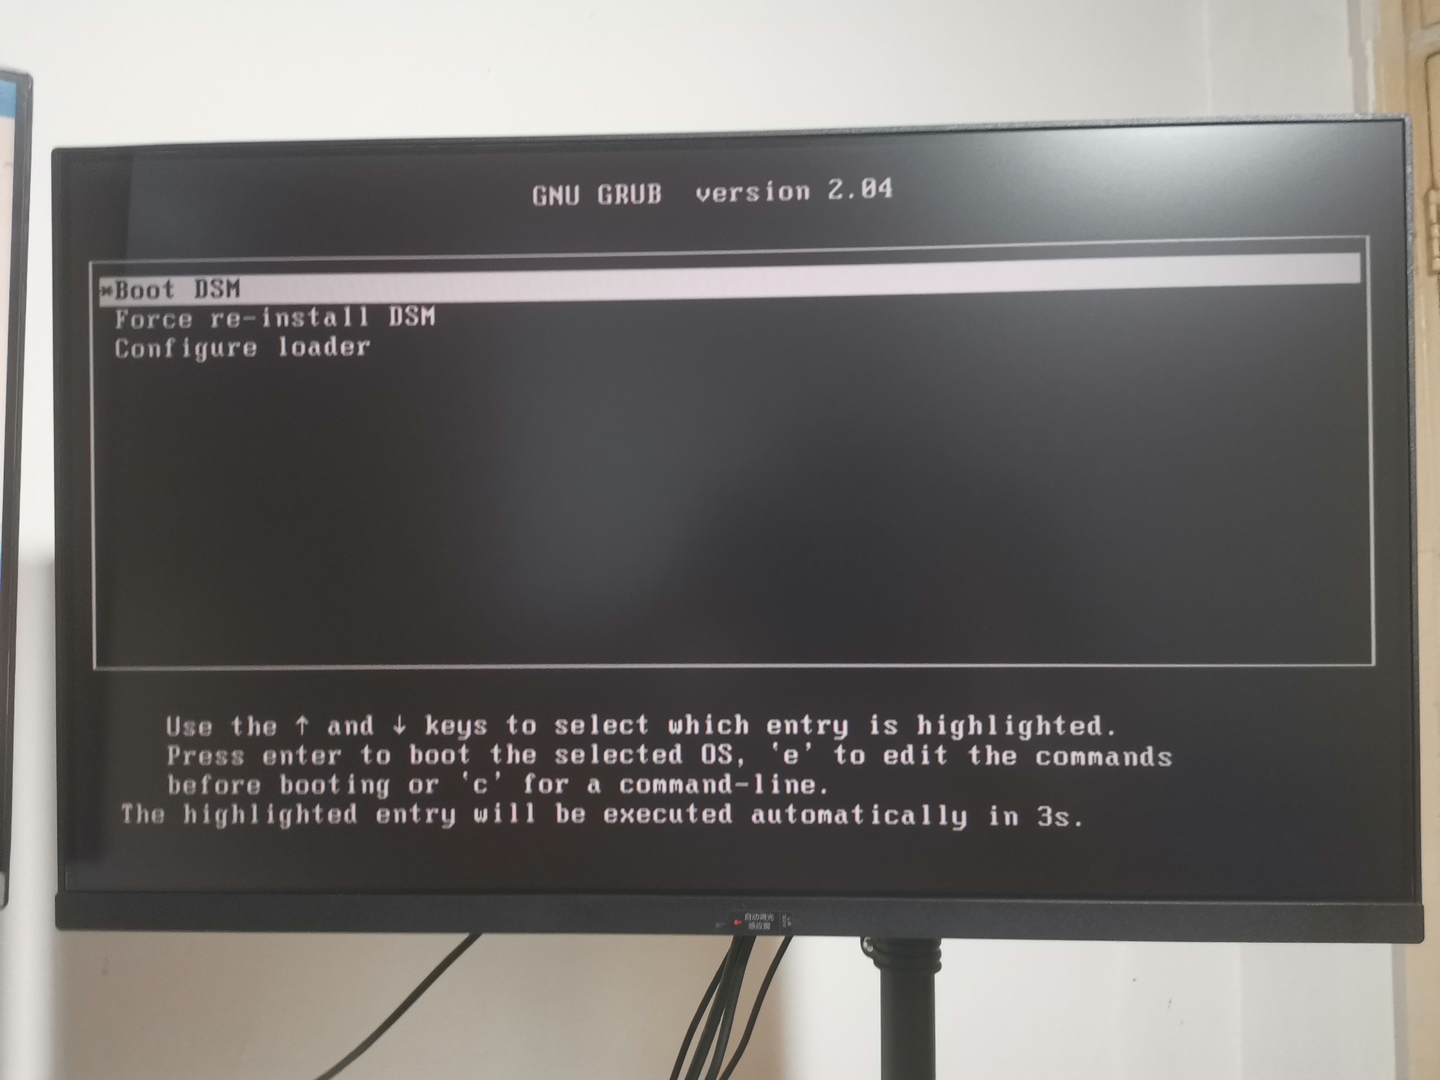 GNU GRUB version 2.04
*Boot DSM
Force re-install DSM
Configure loader
Use the ↑ and ↓ keys to select which entry is highlighted.
Press enter to boot the selected OS, 'e' to edit the commands
before booting or 'c' for a command-line.
The highlighted entry will be executed automatically in 3s.
自动调光
感应窗